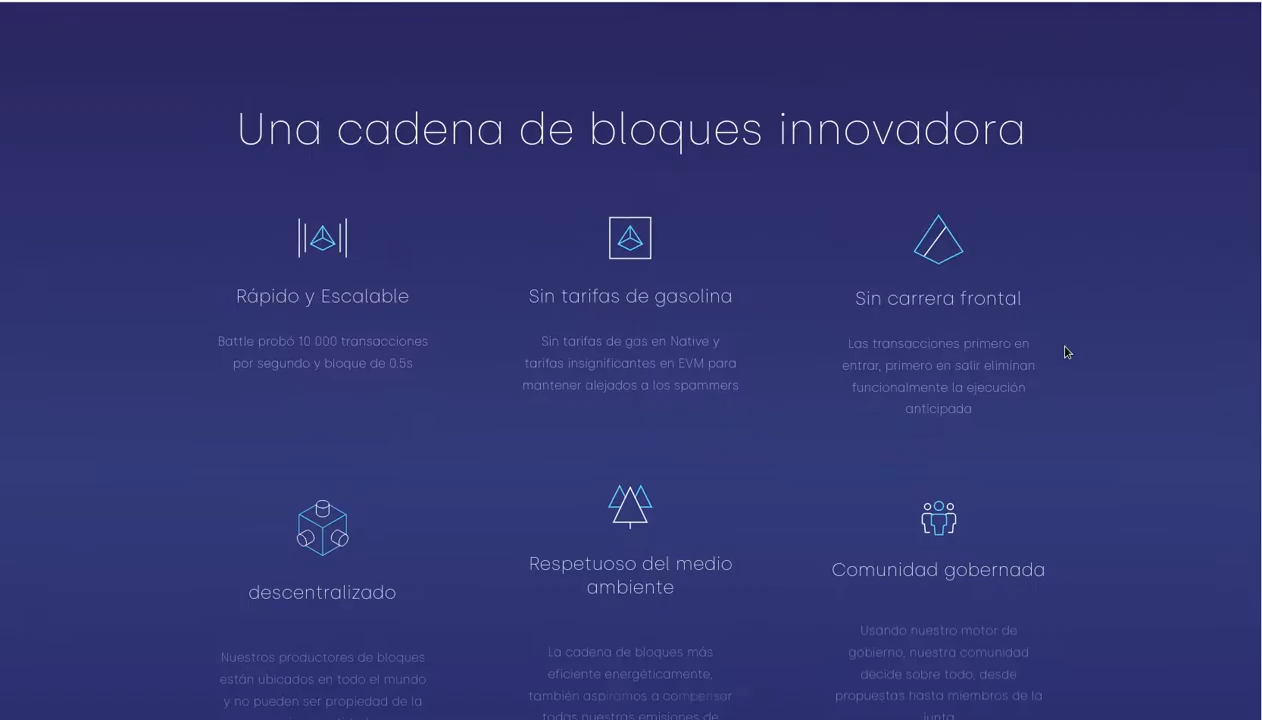 Una cadena de bloques innovadora
Rápido y Escalable
Battle probó 10 000 transacciones
por segundo y bloque de 0.5s
Sin tarifas de gasolina
Sin tarifas de gas en Native y
tarifas insignificantes en EVM para
mantener alejados a los spammers
Sin carrera frontal
Las transacciones primero en
entrar, primero en salir eliminan
funcionalmente la ejecución
anticipada
descentralizado
Nuestros productores de bloques
están ubicados en todo el mundo
y no pueden ser propiedad de la
Respetuoso del medio
ambiente
La cadena de bloques más
eficiente energéticamente,
también aspiramos a compensar
todas nuestras emisiones de
Comunidad gobernada
Usando nuestro motor de
gobierno, nuestra comunidad
decide sobre todo, desde
propuestas hasta miembros de la
junta